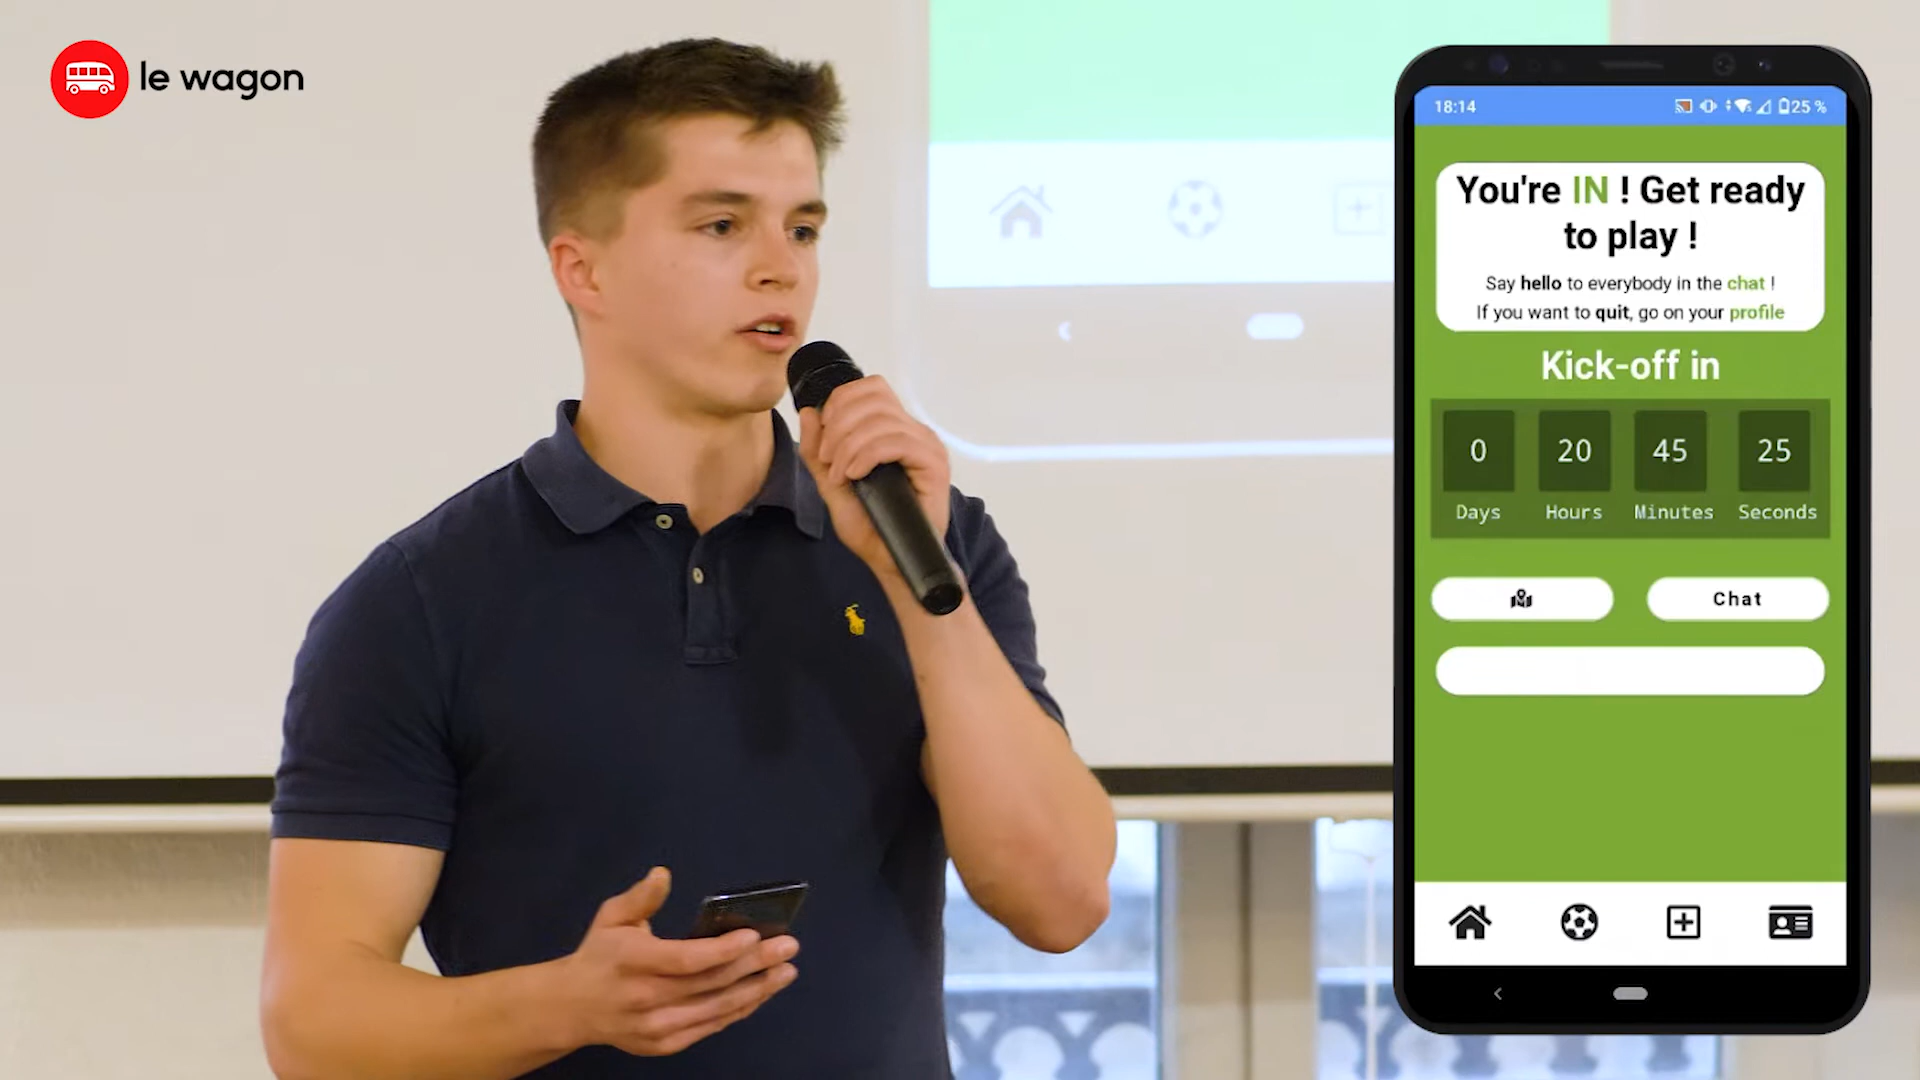 le wagon
18:14
25 %
You're IN ! Get ready
to play !
Say hello to everybody in the chat !
If you want to quit, go on your profile
Kick-off in
0 20 45 25
Days Hours Minutes Seconds
Chat